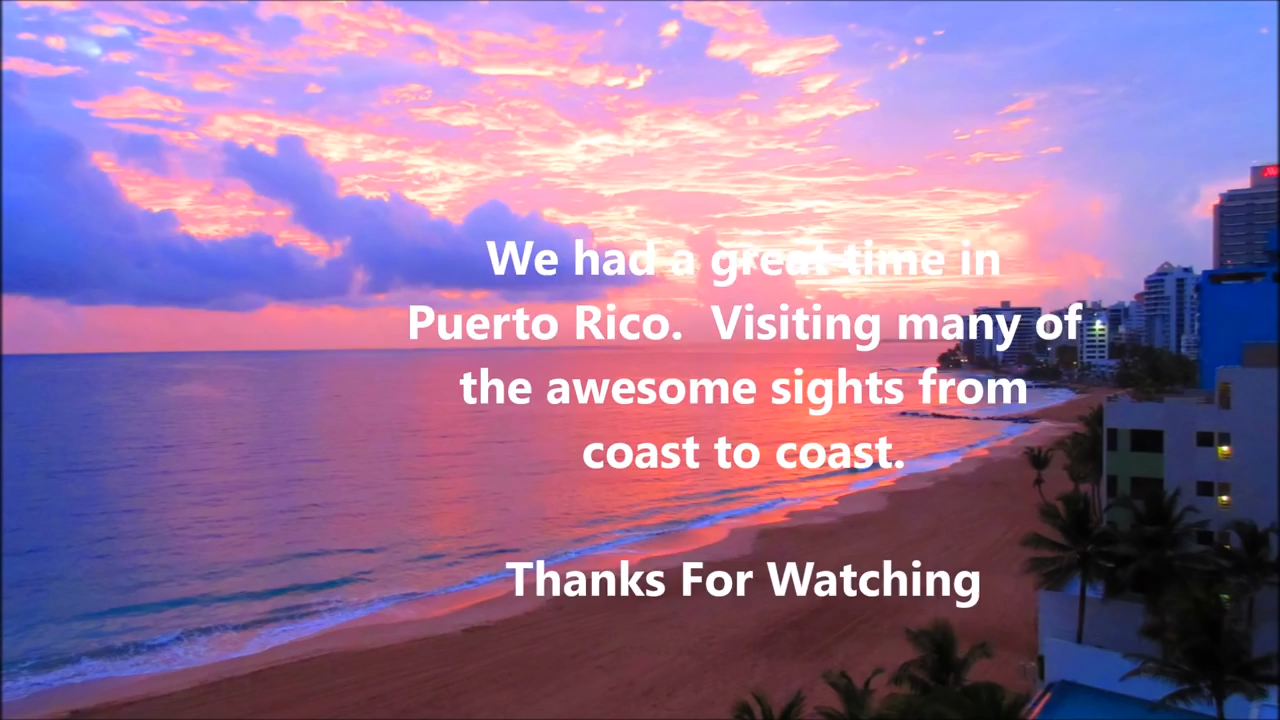 We had a great time in
Puerto Rico.  Visiting many of
the awesome sights from
coast to coast.
Thanks For Watching